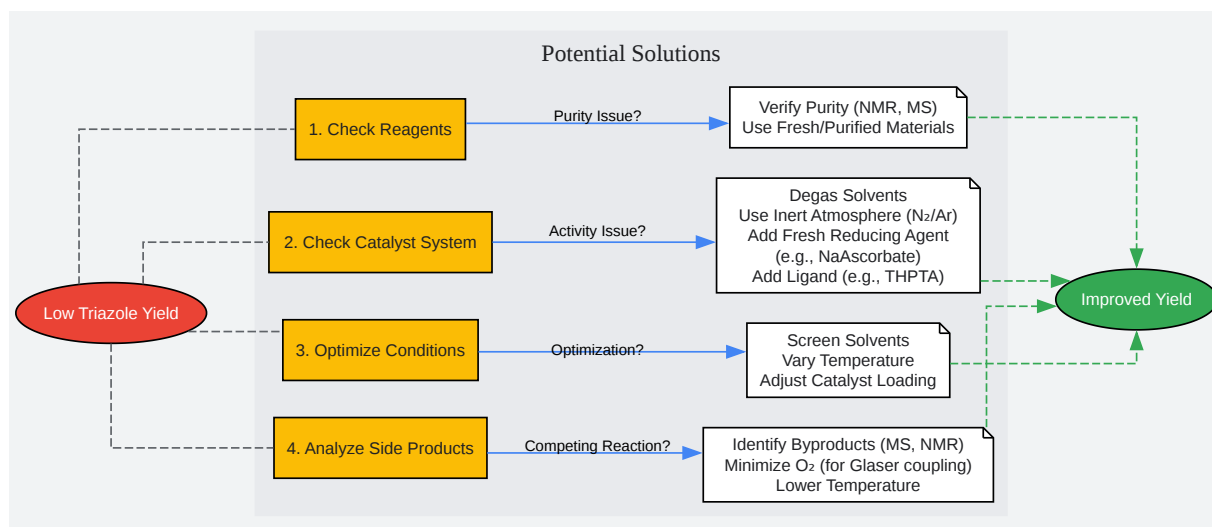 Potential Solutions
1. Check Reagents
Purity Issue?
Verify Purity (NMR, MS)
Use Fresh/Purified Materials
2. Check Catalyst System
Activity Issue?
Degas Solvents
Use Inert Atmosphere (N₂/Ar)
Add Fresh Reducing Agent
(e.g., NaAscorbate)
Add Ligand (e.g., THPTA)
Low Triazole Yield
Improved Yield
3. Optimize Conditions
Optimization?
Screen Solvents
Vary Temperature
Adjust Catalyst Loading
4. Analyze Side Products
Competing Reaction?
Identify Byproducts (MS, NMR)
Minimize O₂ (for Glaser coupling)
Lower Temperature